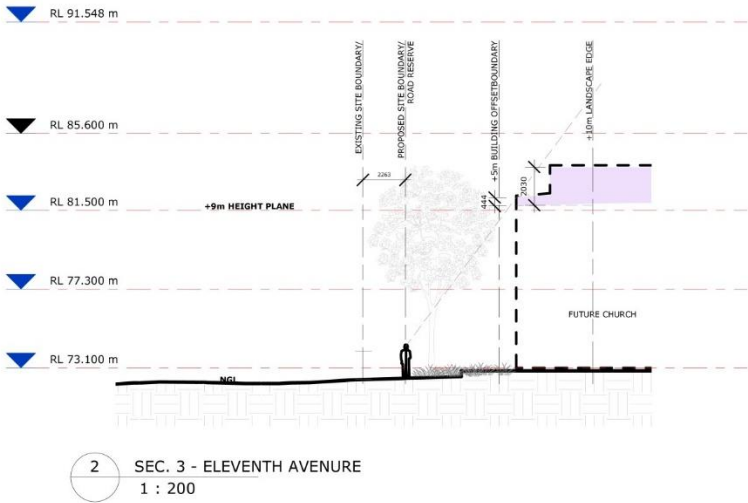 RL 91.548 m
EXISTING SITE BOUNDARY/
PROPOSED SITE BOUNDARY/
ROAD RESERVE
+5m BUILDING OFFSETBOUNDARY
+10m LANDSCAPE EDGE
RL 85.600 m
2263
2030
444
RL 81.500 m
+9m HEIGHT PLANE
RL 77.300 m
FUTURE CHURCH
RL 73.100 m
NGL
2
SEC. 3 - ELEVENTH AVENURE
1 : 200